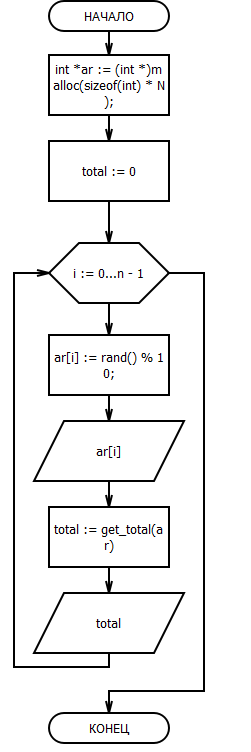 НАЧАЛО
int *ar := (int *)m
alloc(sizeof(int) * N
);
total := 0
i := 0...n - 1
ar[i] := rand() % 1
0;
ar[i]
total := get_total(a
r)
total
КОНЕЦ